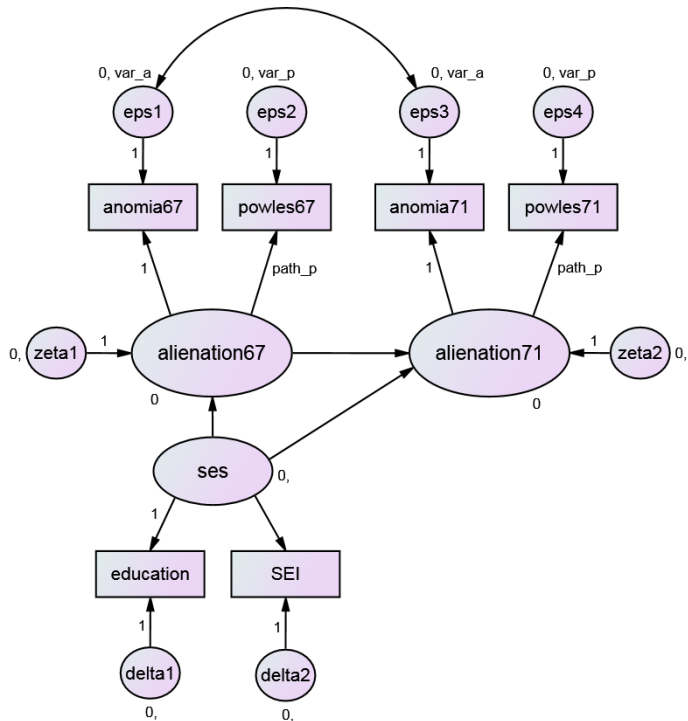 0, var_a
0, var_p
0, var_a
0, var_p
eps1
eps2
eps3
eps4
1
1
1
1
anomia67
powles67
anomia71
powles71
1
path_p
1
path_p
0,
zeta1
1
alienation67
alienation71
1
zeta2
0,
0
0
ses
0,
1
education
SEI
1
1
delta1
delta2
0,
0,